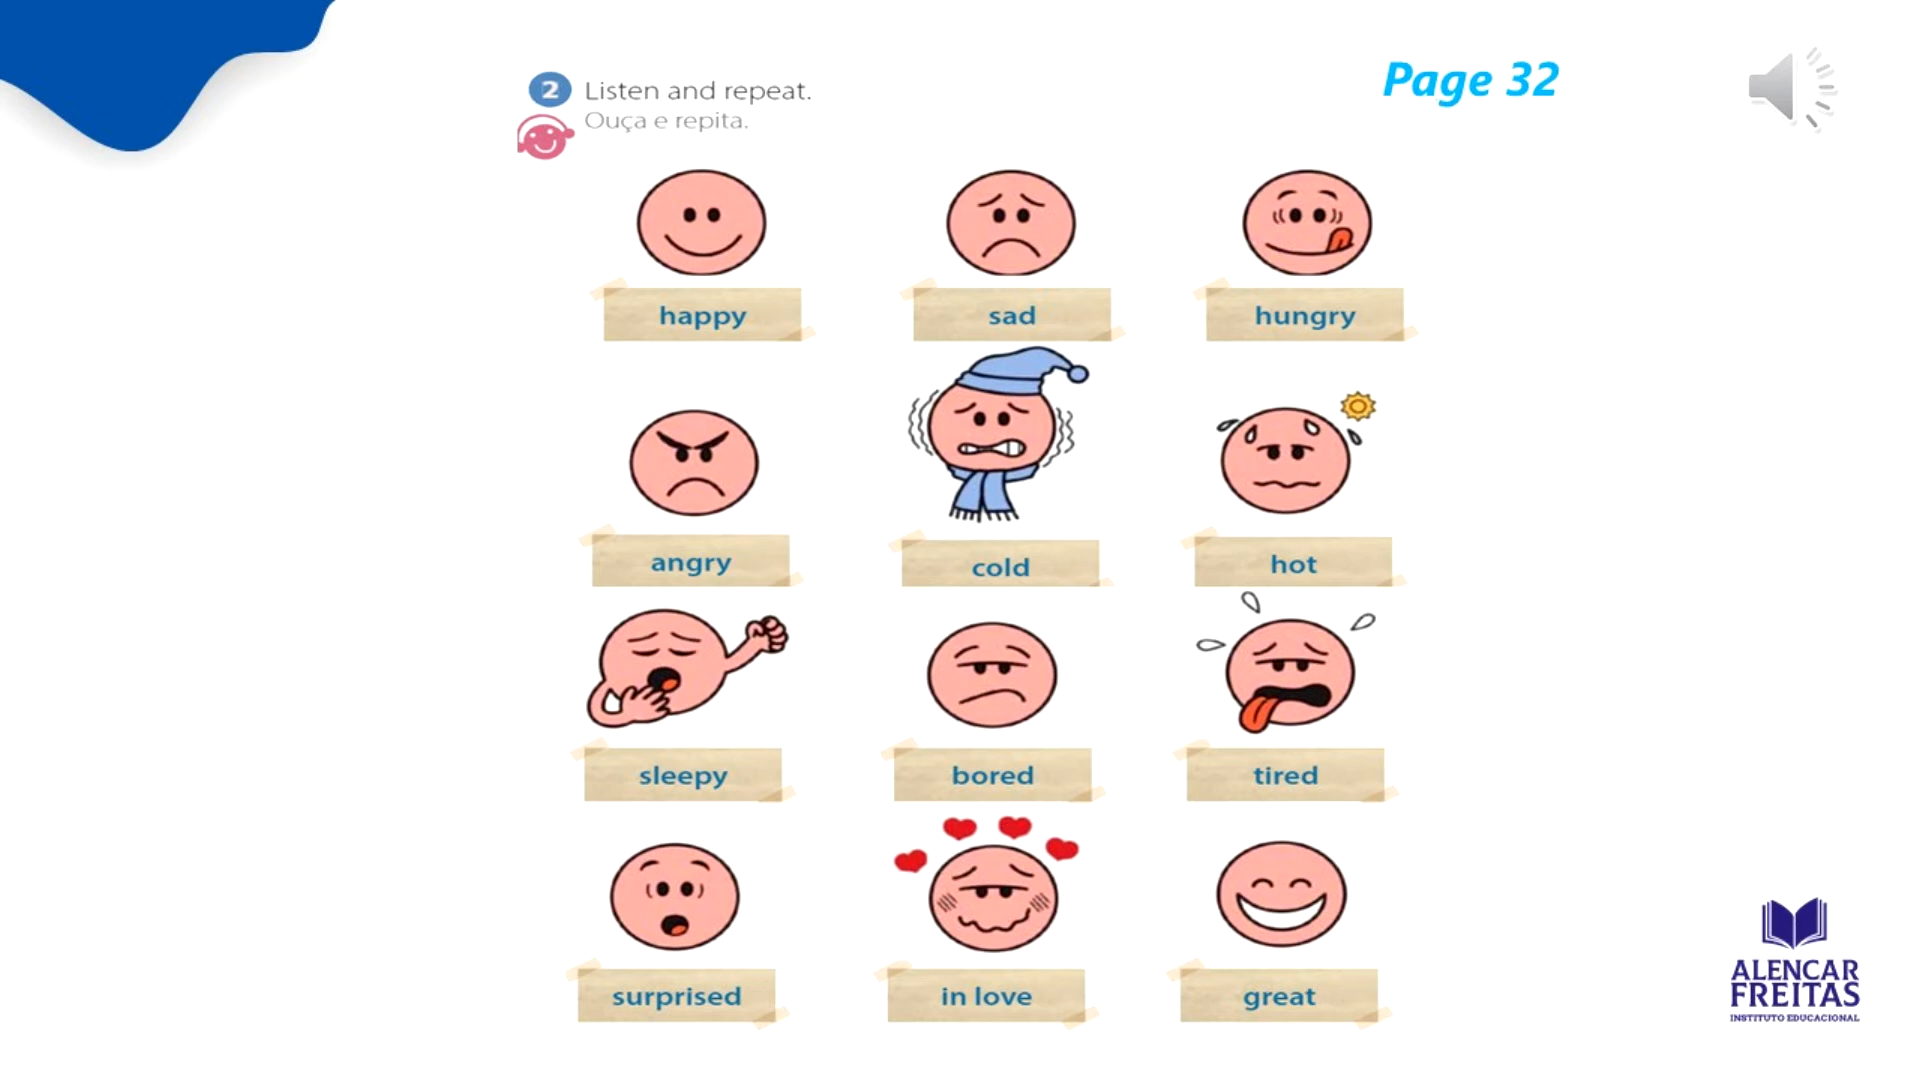 Page 32
2 Listen and repeat.
Ouça e repita.
happy
sad
hungry
angry
cold
hot
sleepy
bored
tired
surprised
in love
great
ALENCAR
FREITAS
INSTITUTO EDUCACIONAL